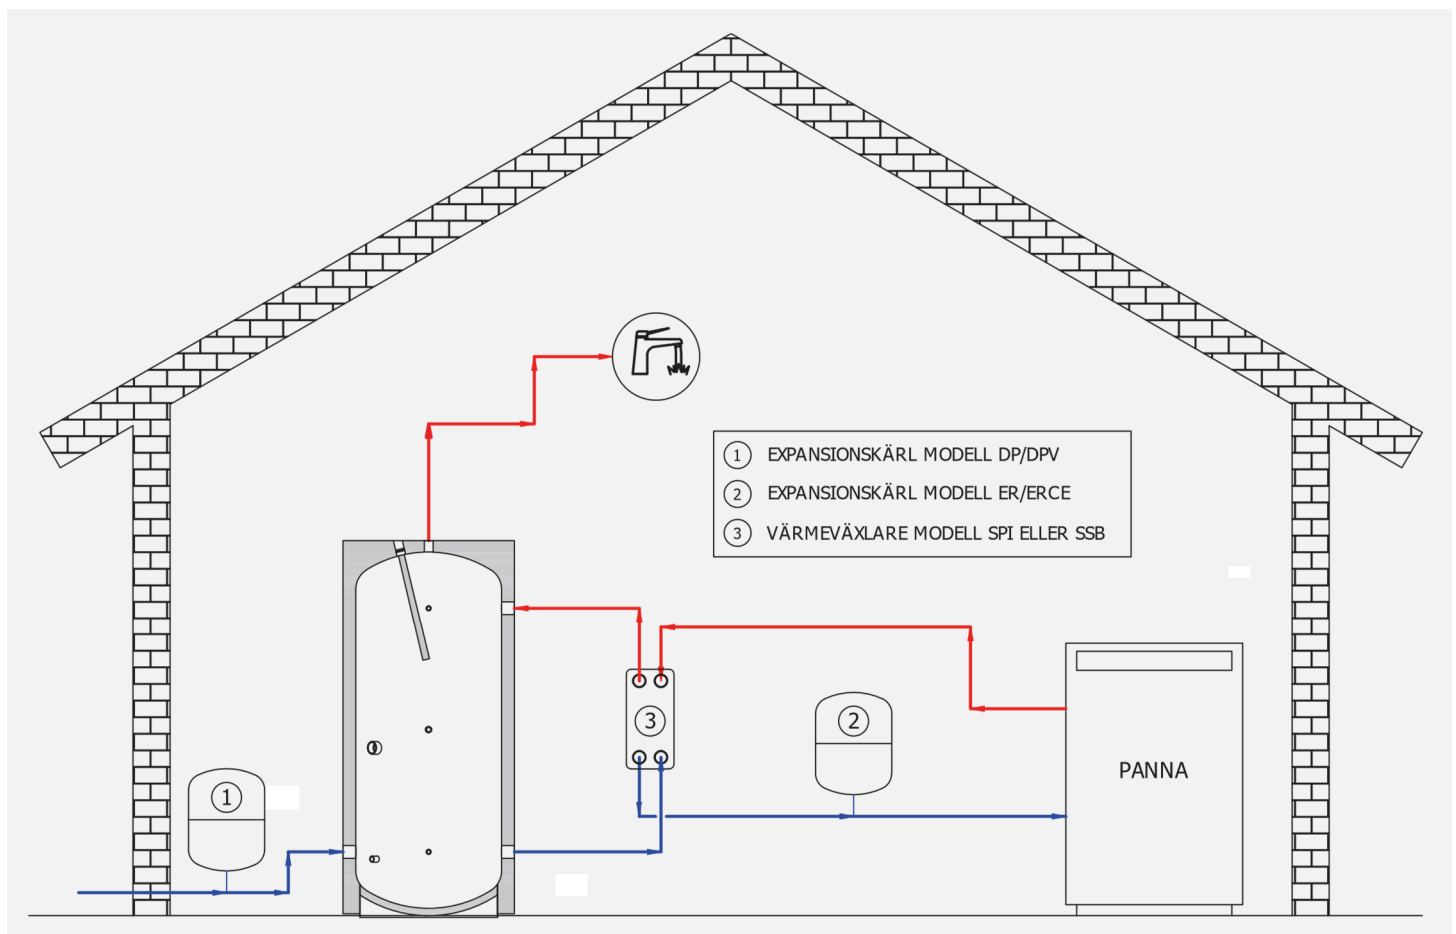 1 EXPANSIONSKÄRL MODELL DP/DPV
2 EXPANSIONSKÄRL MODELL ER/ERCE
3 VÄRMEVÄXLARE MODELL SPI ELLER SSB
3
2
PANNA
1